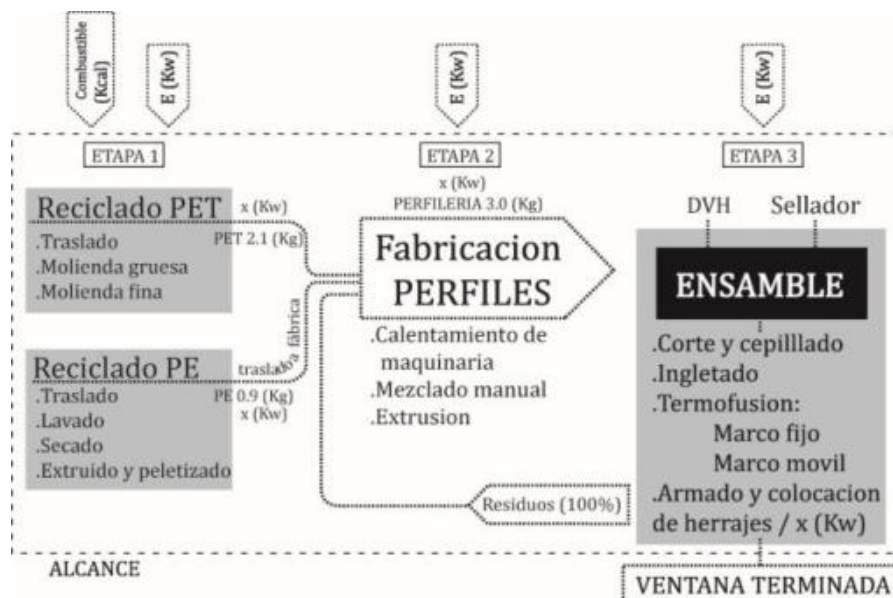 Combustible
(Kcal)
E (Kw)
E (Kw)
E (Kw)
ETAPA 1
ETAPA 2
ETAPA 3
Reciclado PET
x (Kw)
PET 2.1 (Kg)
.Traslado
.Molienda gruesa
.Molienda fina
Reciclado PE
traslado
a fábrica
PE 0.9 (Kg)
x (Kw)
.Traslado
.Lavado
.Secado
.Extruido y peletizado
x (Kw)
PERFILERIA 3.0 (Kg)
Fabricacion
PERFILES
.Calentamiento de
maquinaria
.Mezclado manual
.Extrusion
Residuos (100%)
DVH
Sellador
ENSAMBLE
.Corte y cepilllado
.Ingletado
.Termofusion:
Marco fijo
Marco movil
.Armado y colocacion
de herrajes / x (Kw)
ALCANCE
VENTANA TERMINADA